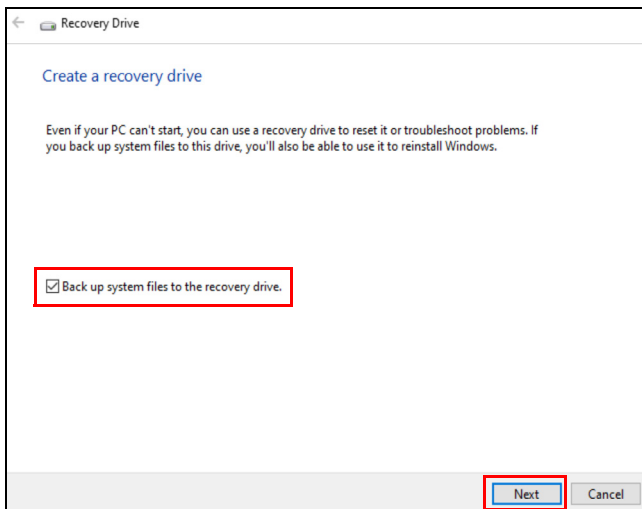 Recovery Drive
Create a recovery drive
Even if your PC can't start, you can use a recovery drive to reset it or troubleshoot problems. If
you back up system files to this drive, you'll also be able to use it to reinstall Windows.
Back up system files to the recovery drive.
Next
Cancel